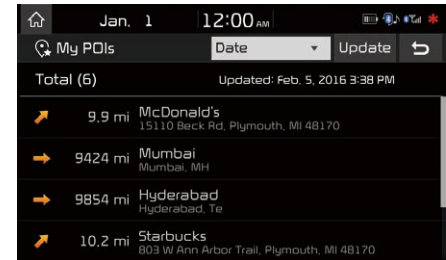 Jan. 1 12:00 AM
My POIs Date Update
Total (6) Updated: Feb. 5, 2016 3:38 PM
9.9 mi McDonald's
15110 Beck Rd, Plymouth, MI 48170
9424 mi Mumbai
Mumbai, MH
9854 mi Hyderabad
Hyderabad, Te
10.2 mi Starbucks
803 W Ann Arbor Trail, Plymouth, MI 48170